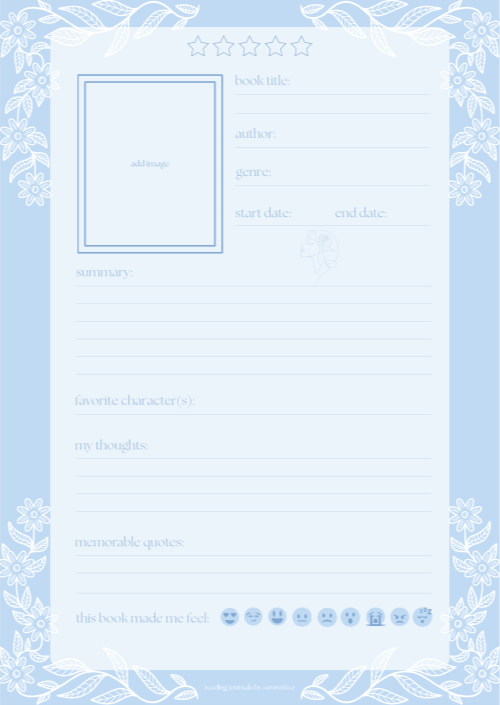 add image
book title:
author:
genre:
start date: end date:
summary:
favorite character(s):
my thoughts:
memorable quotes:
this book made me feel:
reading journals by